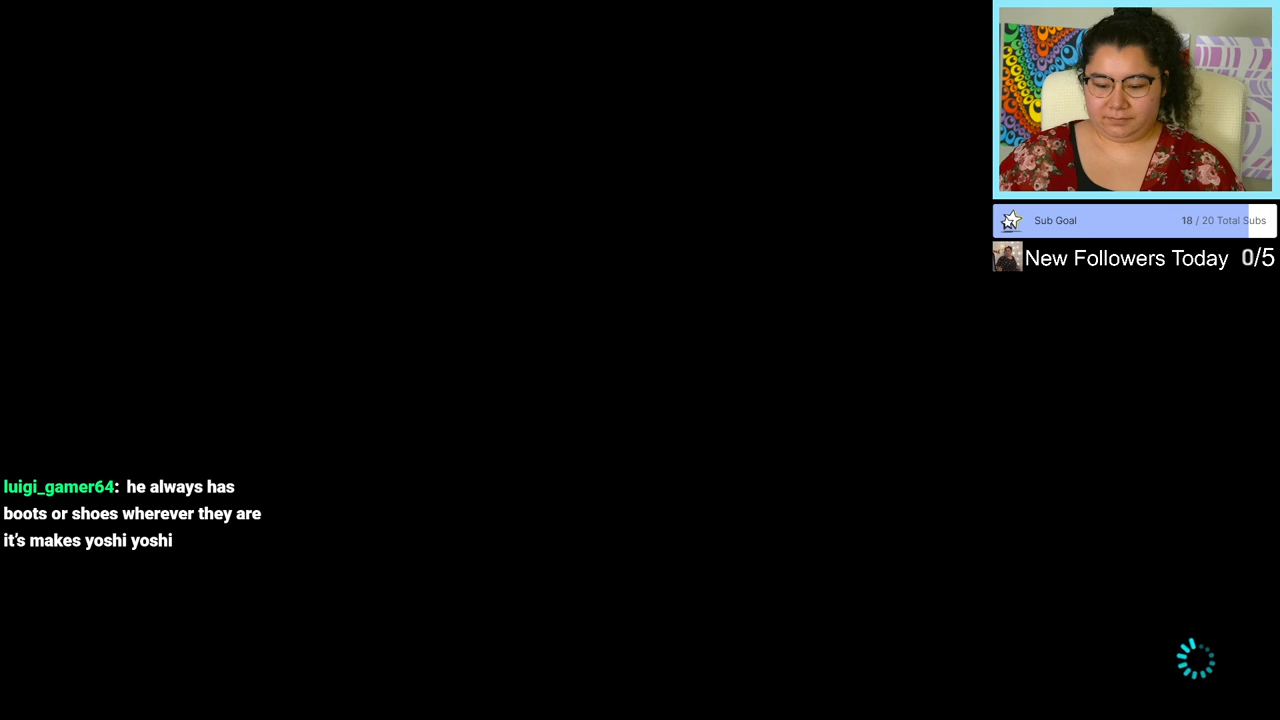 Sub Goal 18 / 20 Total Subs
New Followers Today 0/5
luigi_gamer64: he always has
boots or shoes wherever they are
it’s makes yoshi yoshi